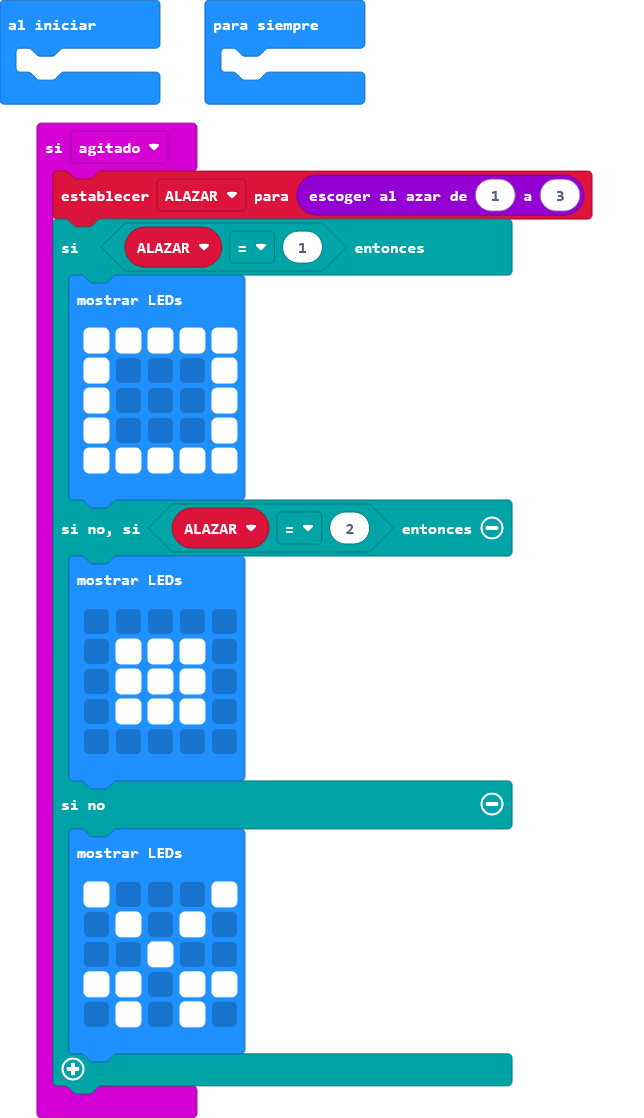 al iniciar
para siempre
si agitado
establecer ALAZAR para escoger al azar de 1 a 3
si ALAZAR = 1 entonces
mostrar LEDs
si no, si ALAZAR = 2 entonces
mostrar LEDs
si no
mostrar LEDs